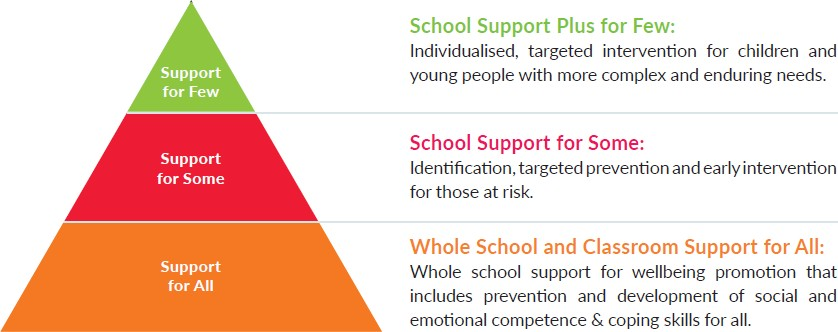 Support
for Few
School Support Plus for Few:
Individualised, targeted intervention for children and
young people with more complex and enduring needs.
Support
for Some
School Support for Some:
Identification, targeted prevention and early intervention
for those at risk.
Support
for All
Whole School and Classroom Support for All:
Whole school support for wellbeing promotion that
includes prevention and development of social and
emotional competence & coping skills for all.